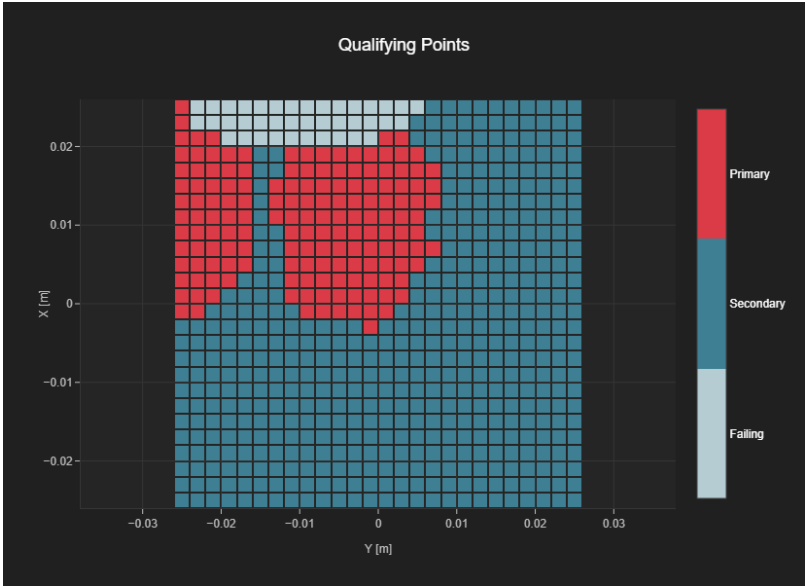 Qualifying Points
0.02
0.01
0
−0.01
−0.02
X [m]
−0.03
−0.02
−0.01
0
0.01
0.02
0.03
Y [m]
Primary
Secondary
Failing